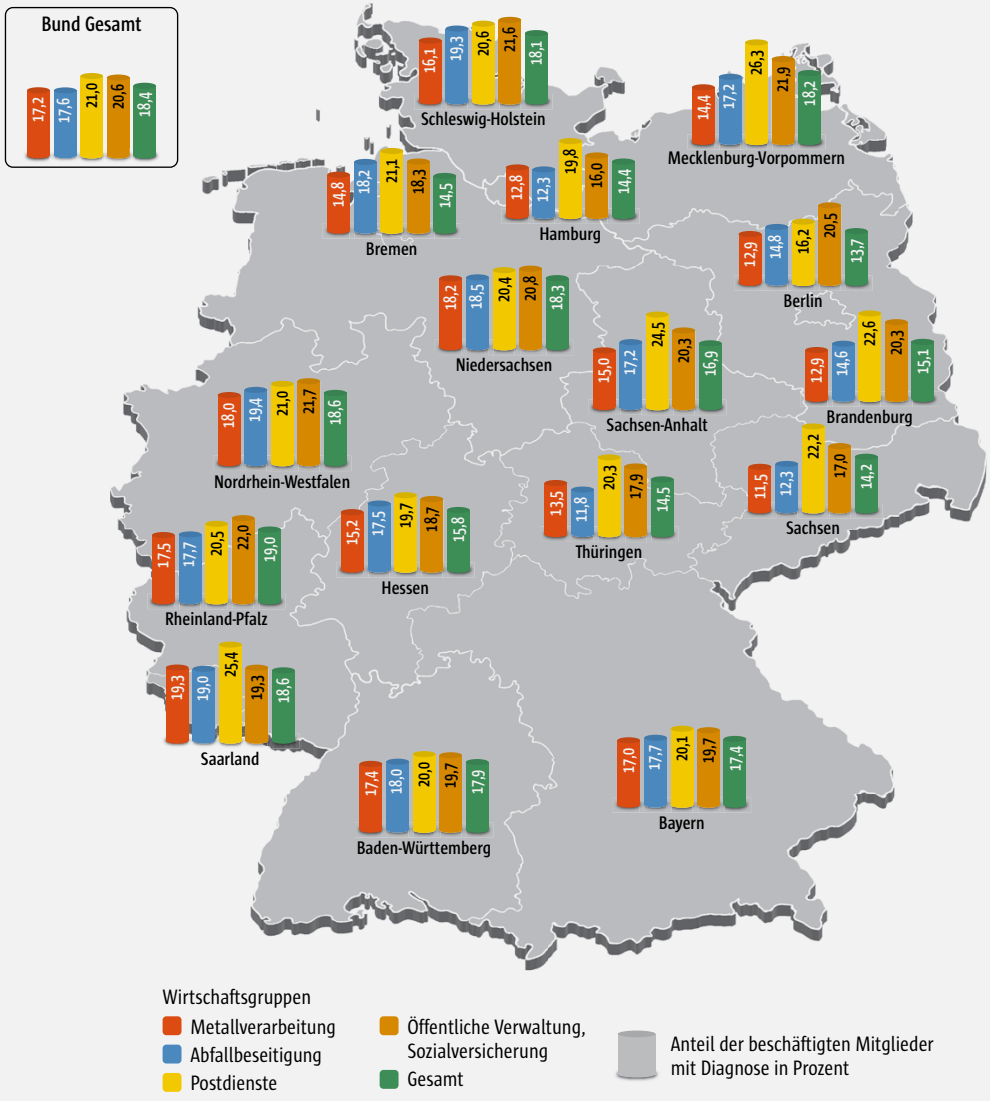 Bund Gesamt
17,2 17,6 21,0 20,6 18,4
16,1 19,3 20,6 21,6 18,1
Schleswig-Holstein
14,4 17,2 26,3 21,9 18,2
Mecklenburg-Vorpommern
14,8 18,2 21,1 18,3 14,5
Bremen
12,8 12,3 19,8 16,0 14,4
Hamburg
12,9 14,8 16,2 20,5 13,7
Berlin
18,2 18,5 20,4 20,8 18,3
Niedersachsen
15,0 17,2 24,5 20,3 16,9
Sachsen-Anhalt
12,9 14,6 22,6 20,3 15,1
Brandenburg
18,0 19,4 21,0 21,7 18,6
Nordrhein-Westfalen
11,5 12,3 22,2 17,0 14,2
Sachsen
13,5 11,8 20,3 17,9 14,5
Thüringen
15,2 17,5 19,7 18,7 15,8
Hessen
17,5 17,7 20,5 22,0 19,0
Rheinland-Pfalz
19,3 19,0 25,4 19,3 18,6
Saarland
17,4 18,0 20,0 19,7 17,9
Baden-Württemberg
17,0 17,7 20,1 19,7 17,4
Bayern
Wirtschaftsgruppen
Metallverarbeitung
Abfallbeseitigung
Postdienste
Öffentliche Verwaltung,
Sozialversicherung
Gesamt
Anteil der beschäftigten Mitglieder
mit Diagnose in Prozent